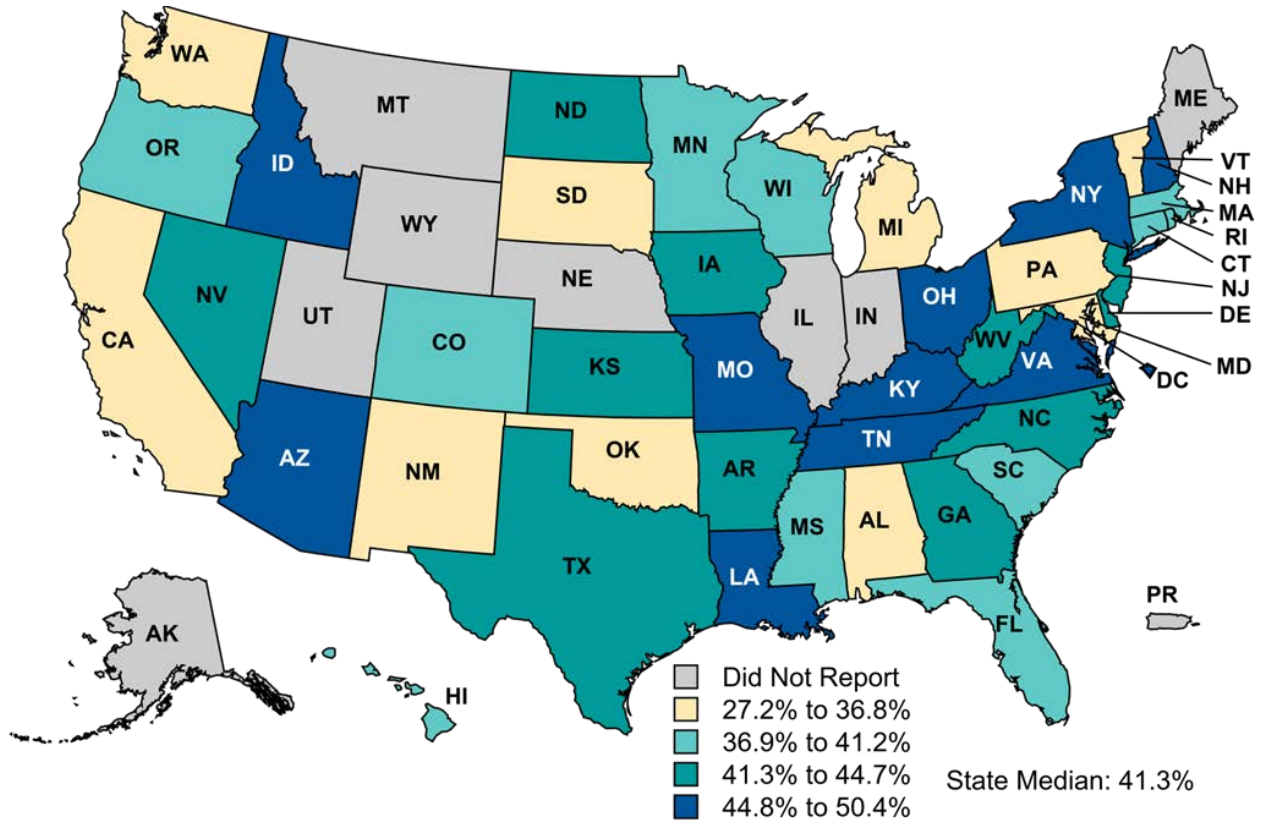 WA
MT
ND
MN
ME
OR
ID
SD
WI
VT
NH
NY
MA
WY
MI
RI
CT
IA
PA
NE
NJ
NV
OH
DE
UT
IL
IN
CA
CO
WV
MD
KS
MO
VA
KY
DC
NC
TN
AZ
OK
NM
AR
SC
MS
AL
GA
TX
LA
PR
AK
FL
HI
Did Not Report
27.2% to 36.8%
36.9% to 41.2%
41.3% to 44.7%
State Median: 41.3%
44.8% to 50.4%